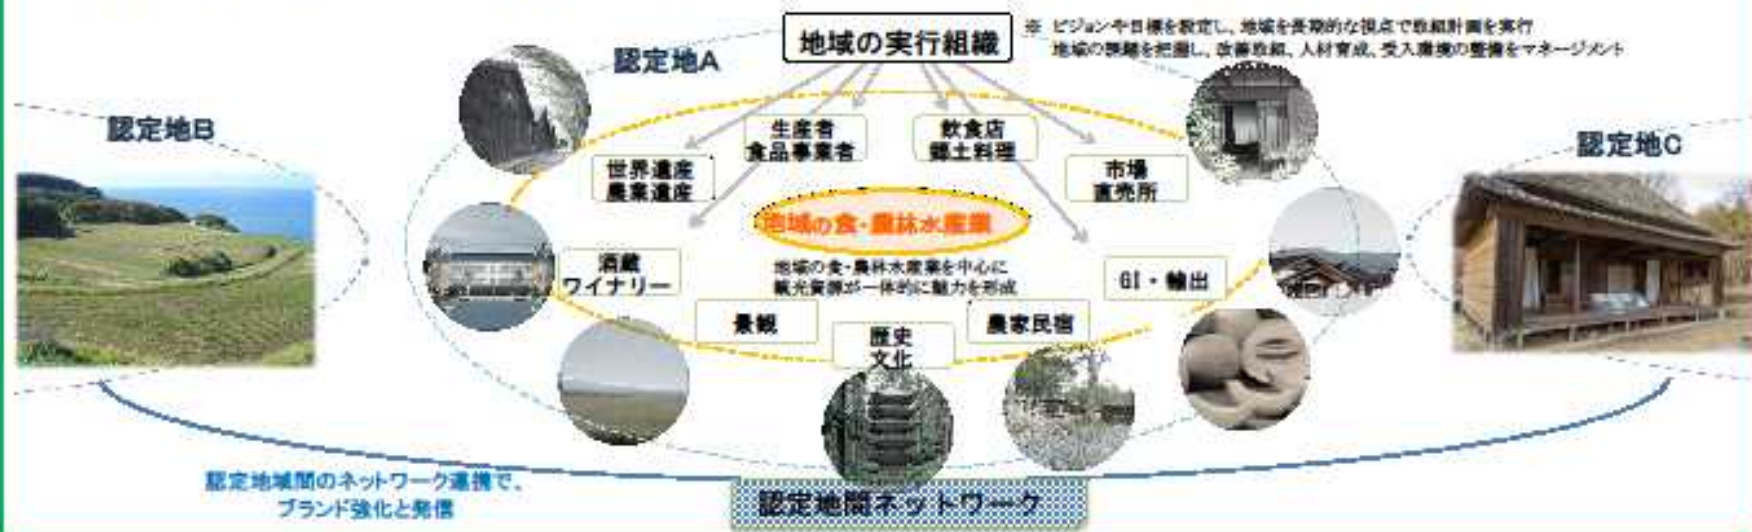 地域の実行組織
※ ビジョンや目標を設定し、地域を長期的な視点で取組計画を実行
地域の課題を把握し、改善取組、人材育成、受入環境の整備をマネージメント
認定地A
認定地B
認定地C
生産者
食品事業者
飲食店
郷土料理
世界遺産
農業遺産
市場
直売所
地域の食・農林水産業
酒蔵
ワイナリー
地域の食・農林水産業を中心に
観光資源が一体的に魅力を形成
GI・輸出
景観
歴史
文化
農家民宿
認定地域間のネットワーク連携で、
ブランド強化と発信
認定地間ネットワーク